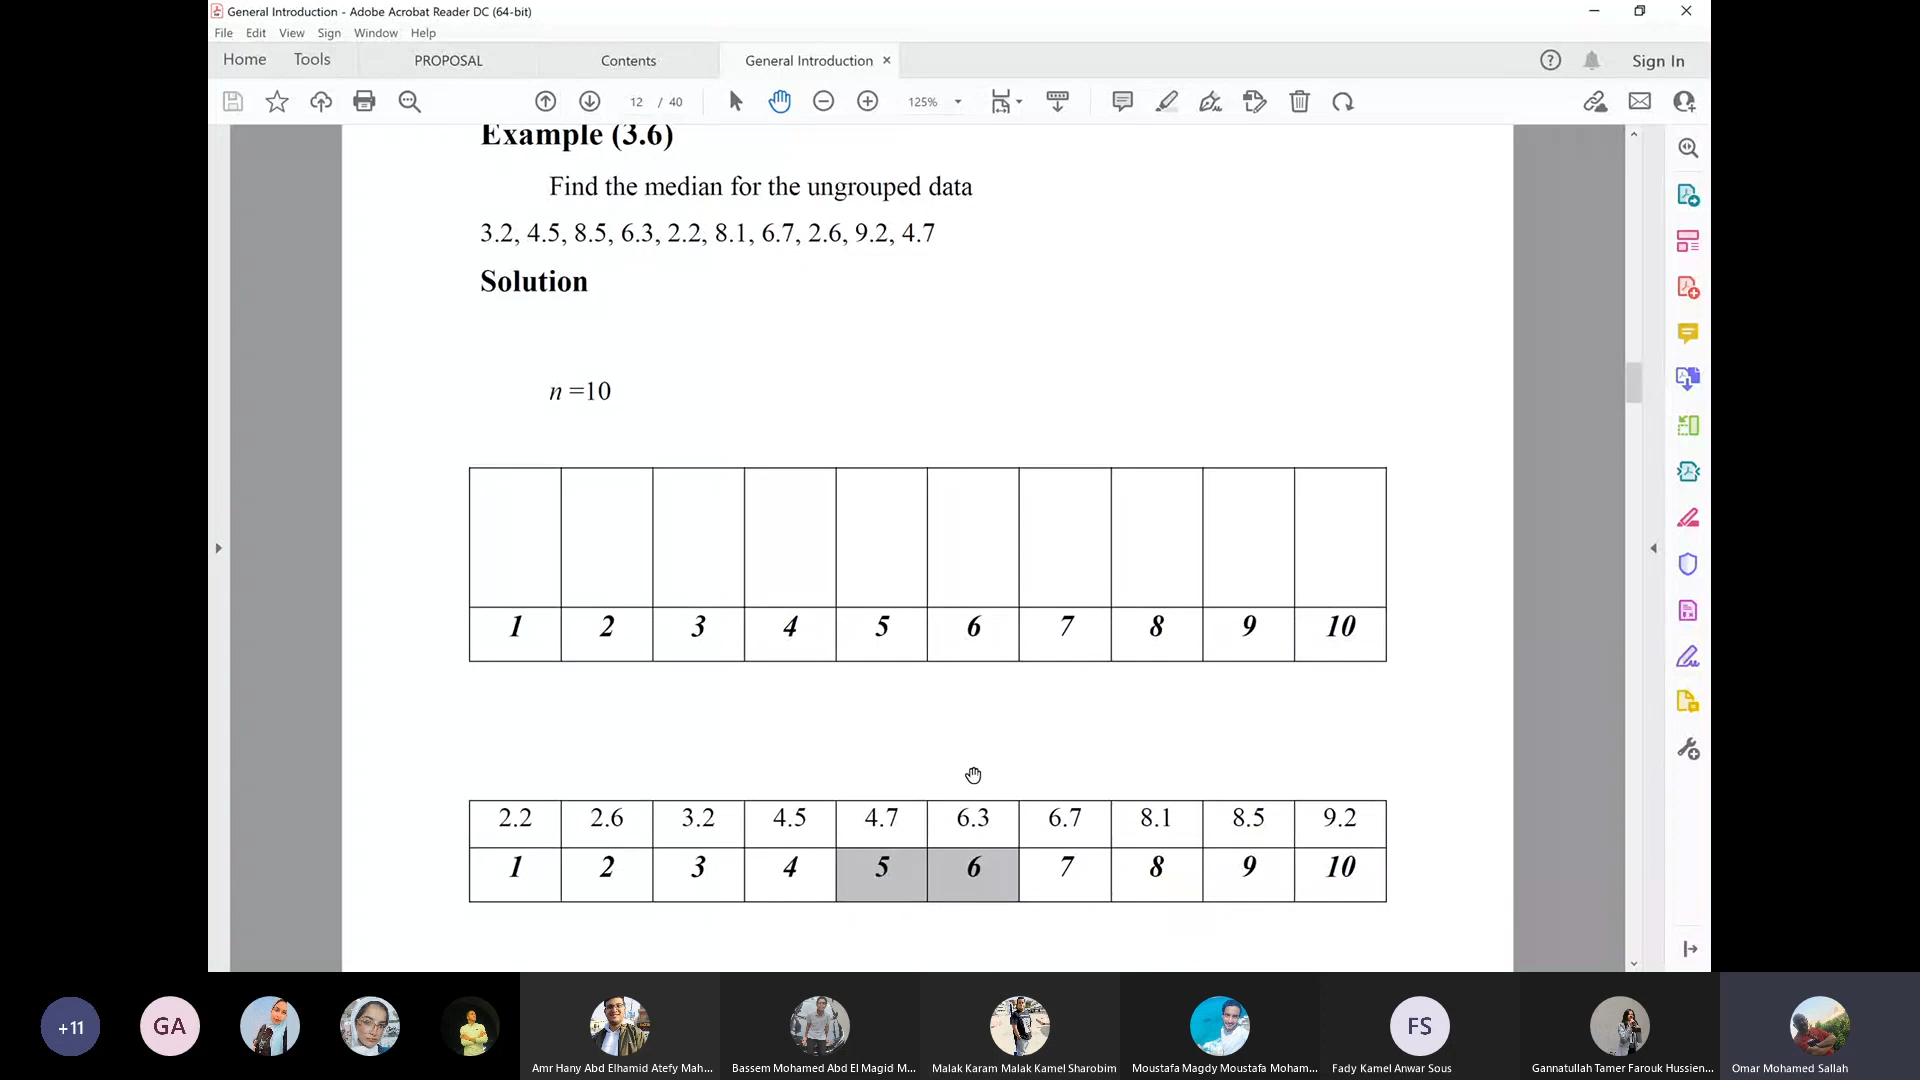 General Introduction - Adobe Acrobat Reader DC (64-bit)
File Edit View Sign Window Help
Home Tools PROPOSAL Contents General Introduction × Sign In
12 / 40 125%
Example (3.6)
Find the median for the ungrouped data
3.2, 4.5, 8.5, 6.3, 2.2, 8.1, 6.7, 2.6, 9.2, 4.7
Solution
n =10
1 2 3 4 5 6 7 8 9 10
2.2 2.6 3.2 4.5 4.7 6.3 6.7 8.1 8.5 9.2
1 2 3 4 5 6 7 8 9 10
+11 GA FS
Amr Hany Abd Elhamid Atefy Mah... Bassem Mohamed Abd El Magid M... Malak Karam Malak Kamel Sharobim Moustafa Magdy Moustafa Moham... Fady Kamel Anwar Sous Gannatullah Tamer Farouk Hussien... Omar Mohamed Sallah